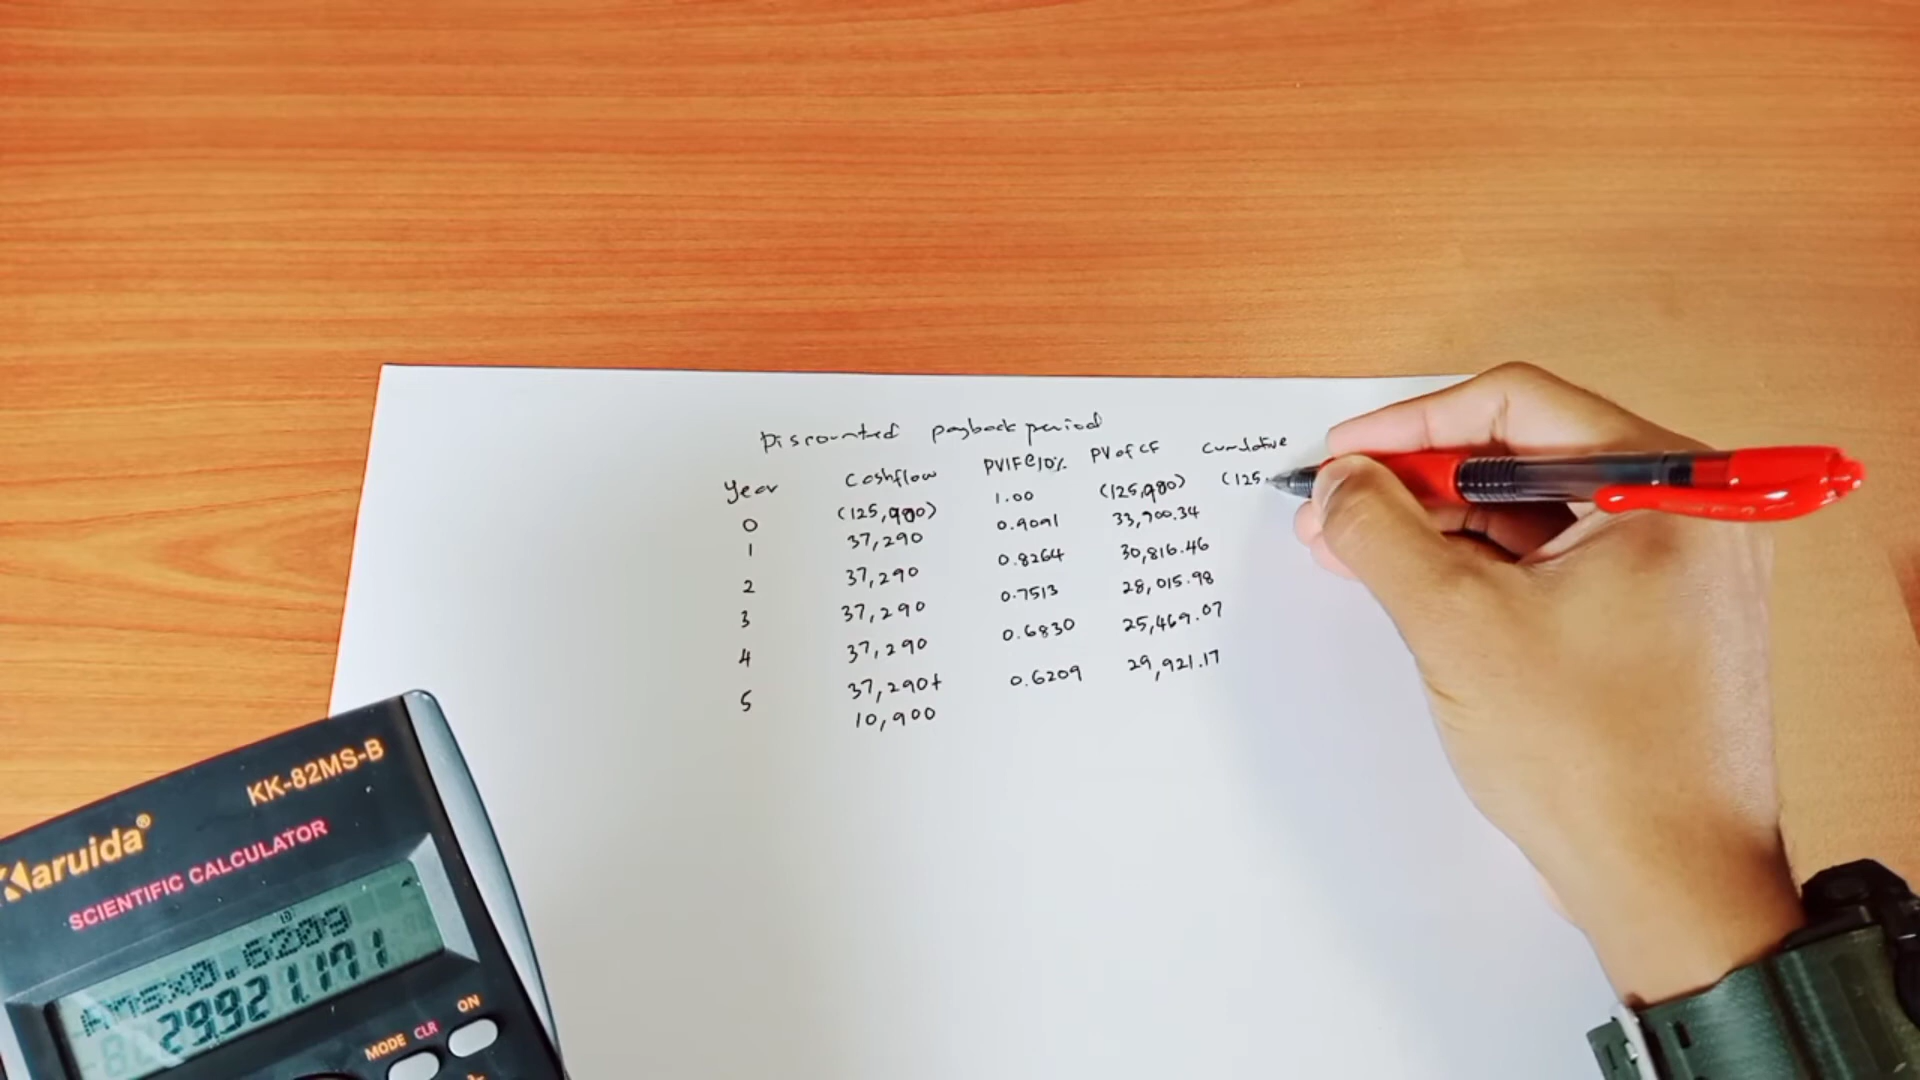 Discounted payback period
Year Cashflow PVIF@10% PV of CF Cumulative
0 (125,980) 1.00 (125,980) (125,
1 37,290 0.9091 33,900.34
2 37,290 0.8264 30,816.46
3 37,290 0.7513 28,015.98
4 37,290 0.6830 25,469.07
5 37,290+ 0.6209 29,921.17
10,900
KK-82MS-B
Karuida®
SCIENTIFIC CALCULATOR
Ans×0.6209
29,921.171
MODE CLR ON